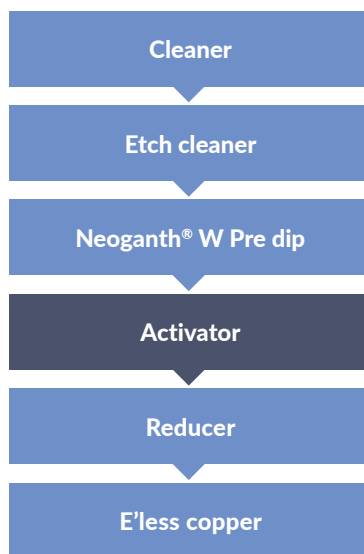 Cleaner
Etch cleaner
Neoganth® W Pre dip
Activator
Reducer
E’less copper